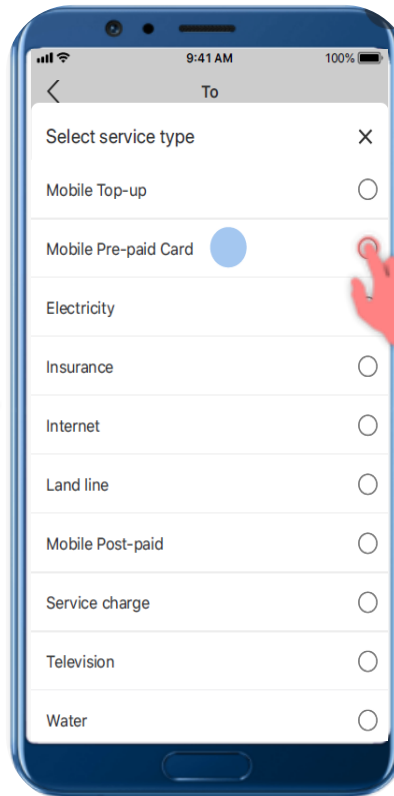 9:41 AM
100%
To
Select service type
Mobile Top-up
Mobile Pre-paid Card
Electricity
Insurance
Internet
Land line
Mobile Post-paid
Service charge
Television
Water